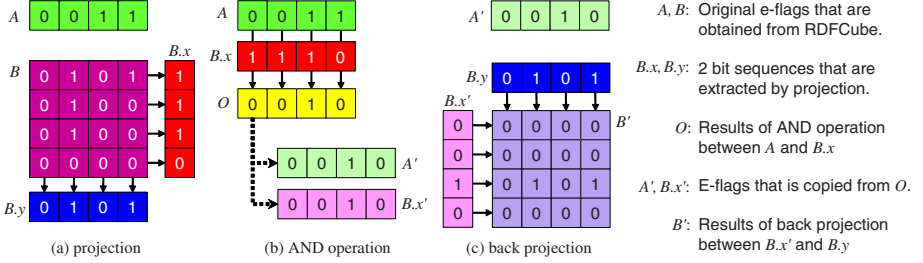 A 0 0 1 1
B.x
B 0 1 0 1 1
0 1 0 0 1
0 1 0 0 1
0 0 0 0 0
B.y 0 1 0 1
(a) projection
A 0 0 1 1
B.x 1 1 1 0
O 0 0 1 0
0 0 1 0 A'
0 0 1 0 B.x'
(b) AND operation
A' 0 0 1 0
B.y 0 1 0 1
B.x'
0 0 0 0 0 B'
0 0 0 0 0
1 0 1 0 1
0 0 0 0 0
(c) back projection
A, B: Original e-flags that are
obtained from RDFCube.
B.x, B.y: 2 bit sequences that are
extracted by projection.
O: Results of AND operation
between A and B.x
A', B.x': E-flags that is copied from O.
B': Results of back projection
between B.x' and B.y